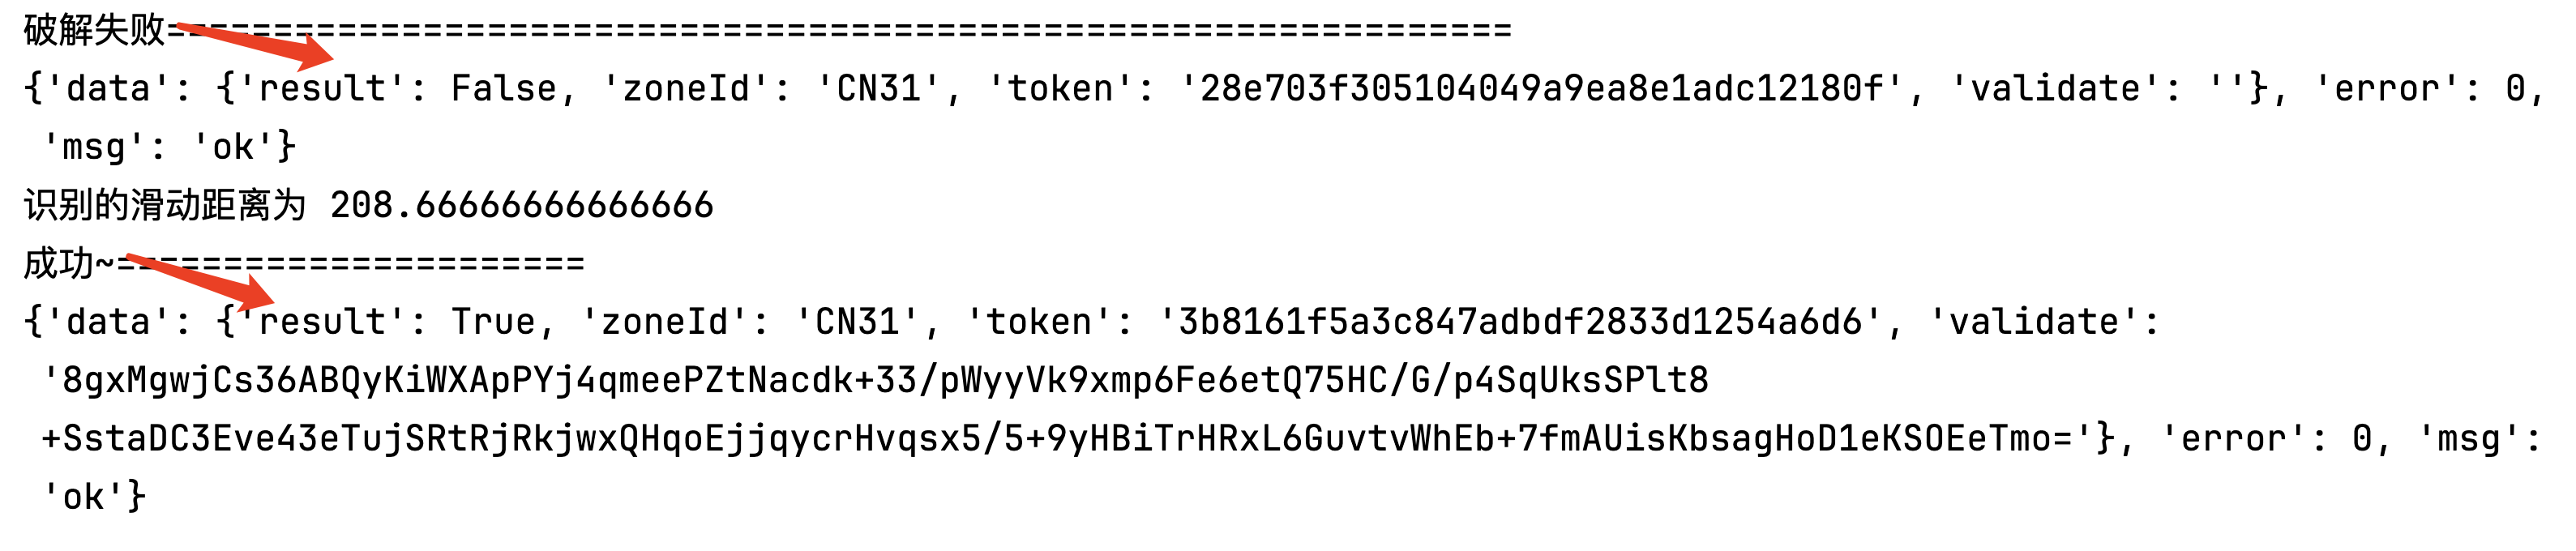 破解失败===============================================================
{'data': {'result': False, 'zoneId': 'CN31', 'token': '28e703f305104049a9ea8e1adc12180f', 'validate': ''}, 'error': 0,
'msg': 'ok'}
识别的滑动距离为 208.66666666666666
成功~======================
{'data': {'result': True, 'zoneId': 'CN31', 'token': '3b8161f5a3c847adbdf2833d1254a6d6', 'validate':
'8gxMgwjCs36ABQyKiWXApPYj4qmeePZtNacdk+33/pWyyVk9xmp6Fe6etQ75HC/G/p4SqUksSPlt8
+SstaDC3Eve43eTujSRtRjRkjwxQHqoEjjqycrHvqsx5/5+9yHBiTrHRxL6GuvtvWhEb+7fmAUisKbsagHoD1eKSOEeTmo='}, 'error': 0, 'msg':
'ok'}